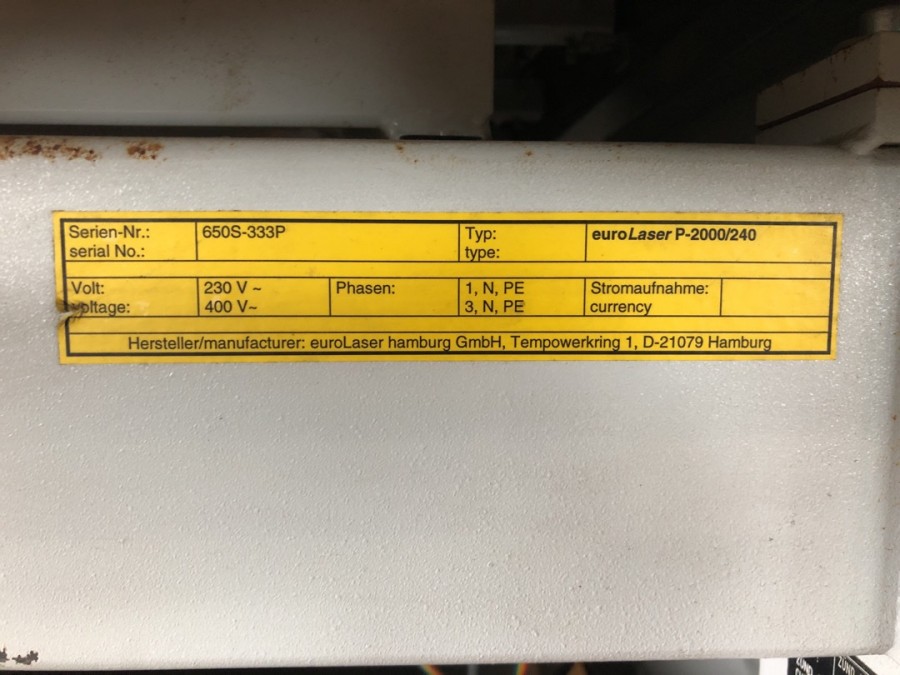 Serien-Nr.: 650S-333P Typ: euroLaser P-2000/240
serial No.: type:
Volt: 230 V ~ Phasen: 1, N, PE Stromaufnahme:
voltage: 400 V~ 3, N, PE currency
Hersteller/manufacturer: euroLaser hamburg GmbH, Tempowerkring 1, D-21079 Hamburg